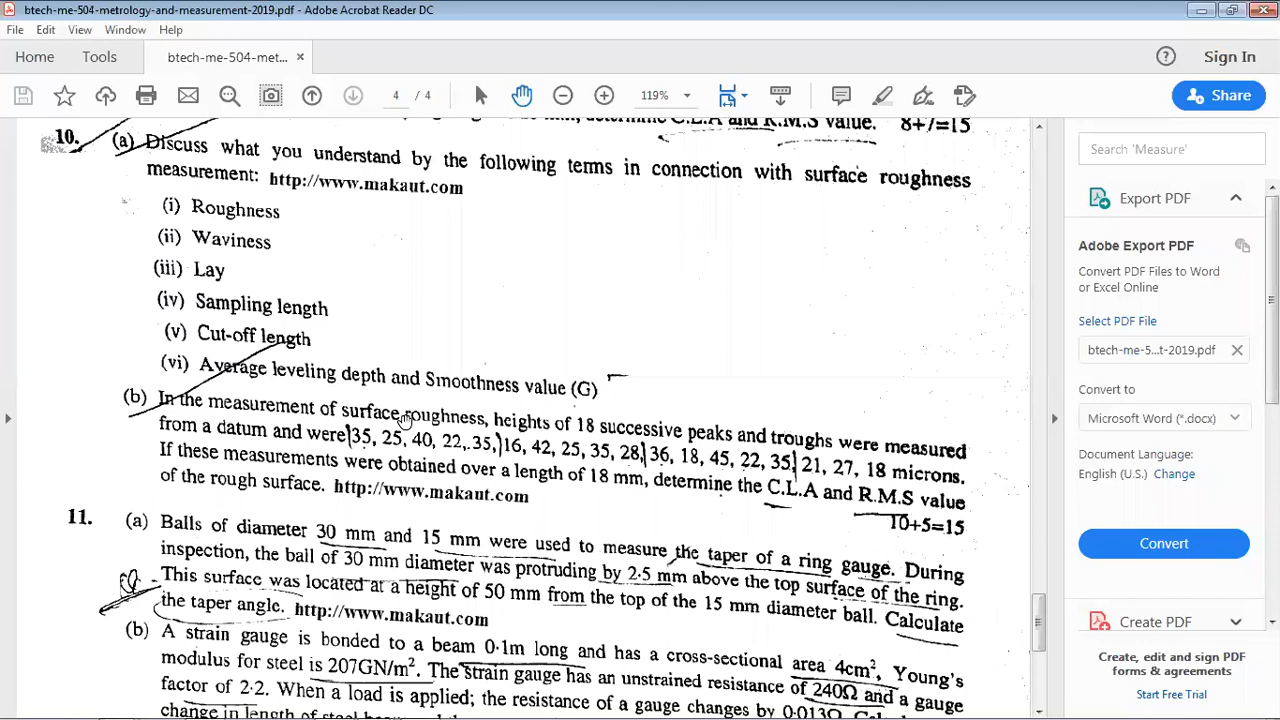 btech-me-504-metrology-and-measurement-2019.pdf - Adobe Acrobat Reader DC
File Edit View Window Help
Home Tools btech-me-504-met... × Sign In
4 / 4 119% Share
determine C.L.A and R.M.S value. 8+7=15
10. (a) Discuss what you understand by the following terms in connection with surface roughness
measurement: http://www.makaut.com
(i) Roughness
(ii) Waviness
(iii) Lay
(iv) Sampling length
(v) Cut-off length
(vi) Average leveling depth and Smoothness value (G)
(b) In the measurement of surface roughness, heights of 18 successive peaks and troughs were measured
from a datum and were 35, 25, 40, 22, 35, 16, 42, 25, 35, 28, 36, 18, 45, 22, 35, 21, 27, 18 microns.
If these measurements were obtained over a length of 18 mm, determine the C.L.A and R.M.S value
of the rough surface. http://www.makaut.com
10+5=15
11. (a) Balls of diameter 30 mm and 15 mm were used to measure the taper of a ring gauge. During
inspection, the ball of 30 mm diameter was protruding by 2.5 mm above the top surface of the ring.
This surface was located at a height of 50 mm from the top of the 15 mm diameter ball. Calculate
the taper angle. http://www.makaut.com
(b) A strain gauge is bonded to a beam 0·1m long and has a cross-sectional area 4cm², Young's
modulus for steel is 207GN/m². The strain gauge has an unstrained resistance of 240Ω and a gauge
factor of 2·2. When a load is applied; the resistance of a gauge changes by 0·013Ω.
change in length of steel beam and the
Search 'Measure'
Export PDF
Adobe Export PDF
Convert PDF Files to Word
or Excel Online
Select PDF File
btech-me-5...t-2019.pdf ×
Convert to
Microsoft Word (*.docx)
Document Language:
English (U.S.) Change
Convert
Create PDF
Create, edit and sign PDF
forms & agreements
Start Free Trial